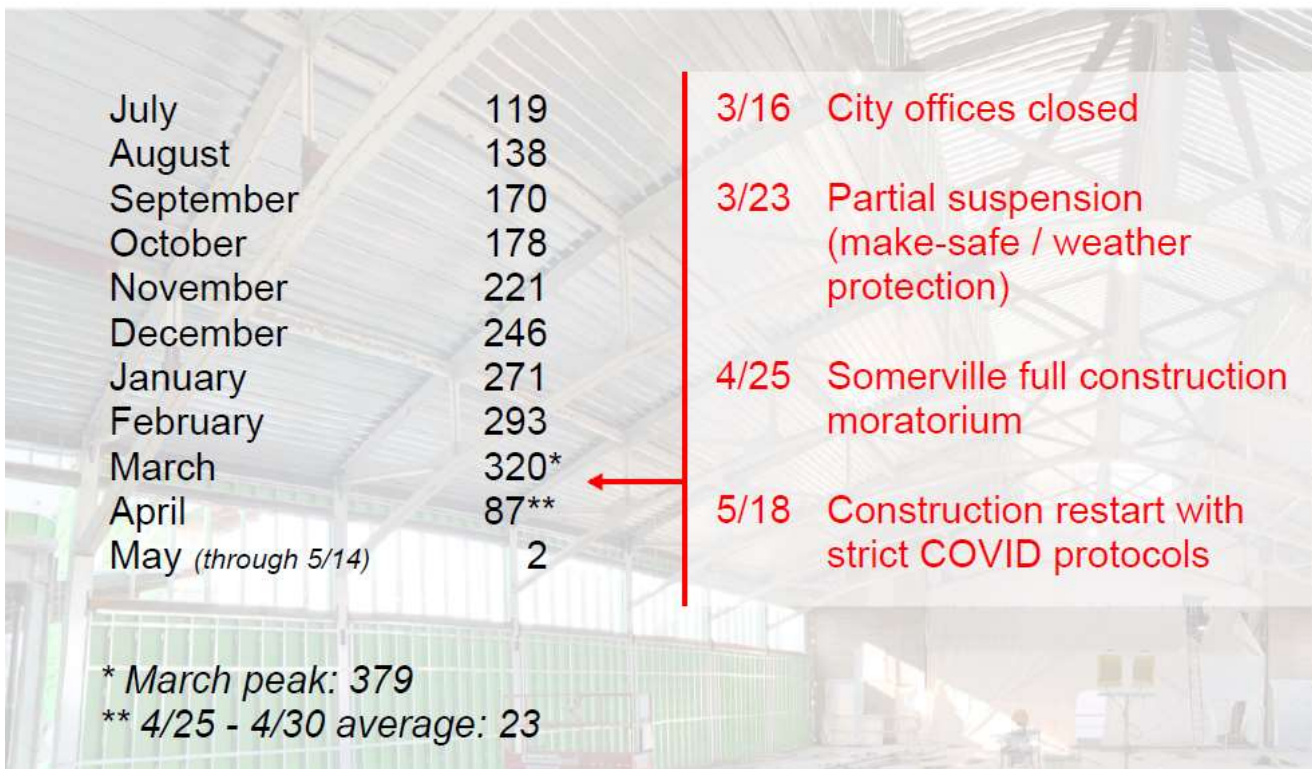 July 119
August 138
September 170
October 178
November 221
December 246
January 271
February 293
March 320*
April 87**
May (through 5/14) 2
* March peak: 379
** 4/25 - 4/30 average: 23
3/16 City offices closed
3/23 Partial suspension
(make-safe / weather
protection)
4/25 Somerville full construction
moratorium
5/18 Construction restart with
strict COVID protocols